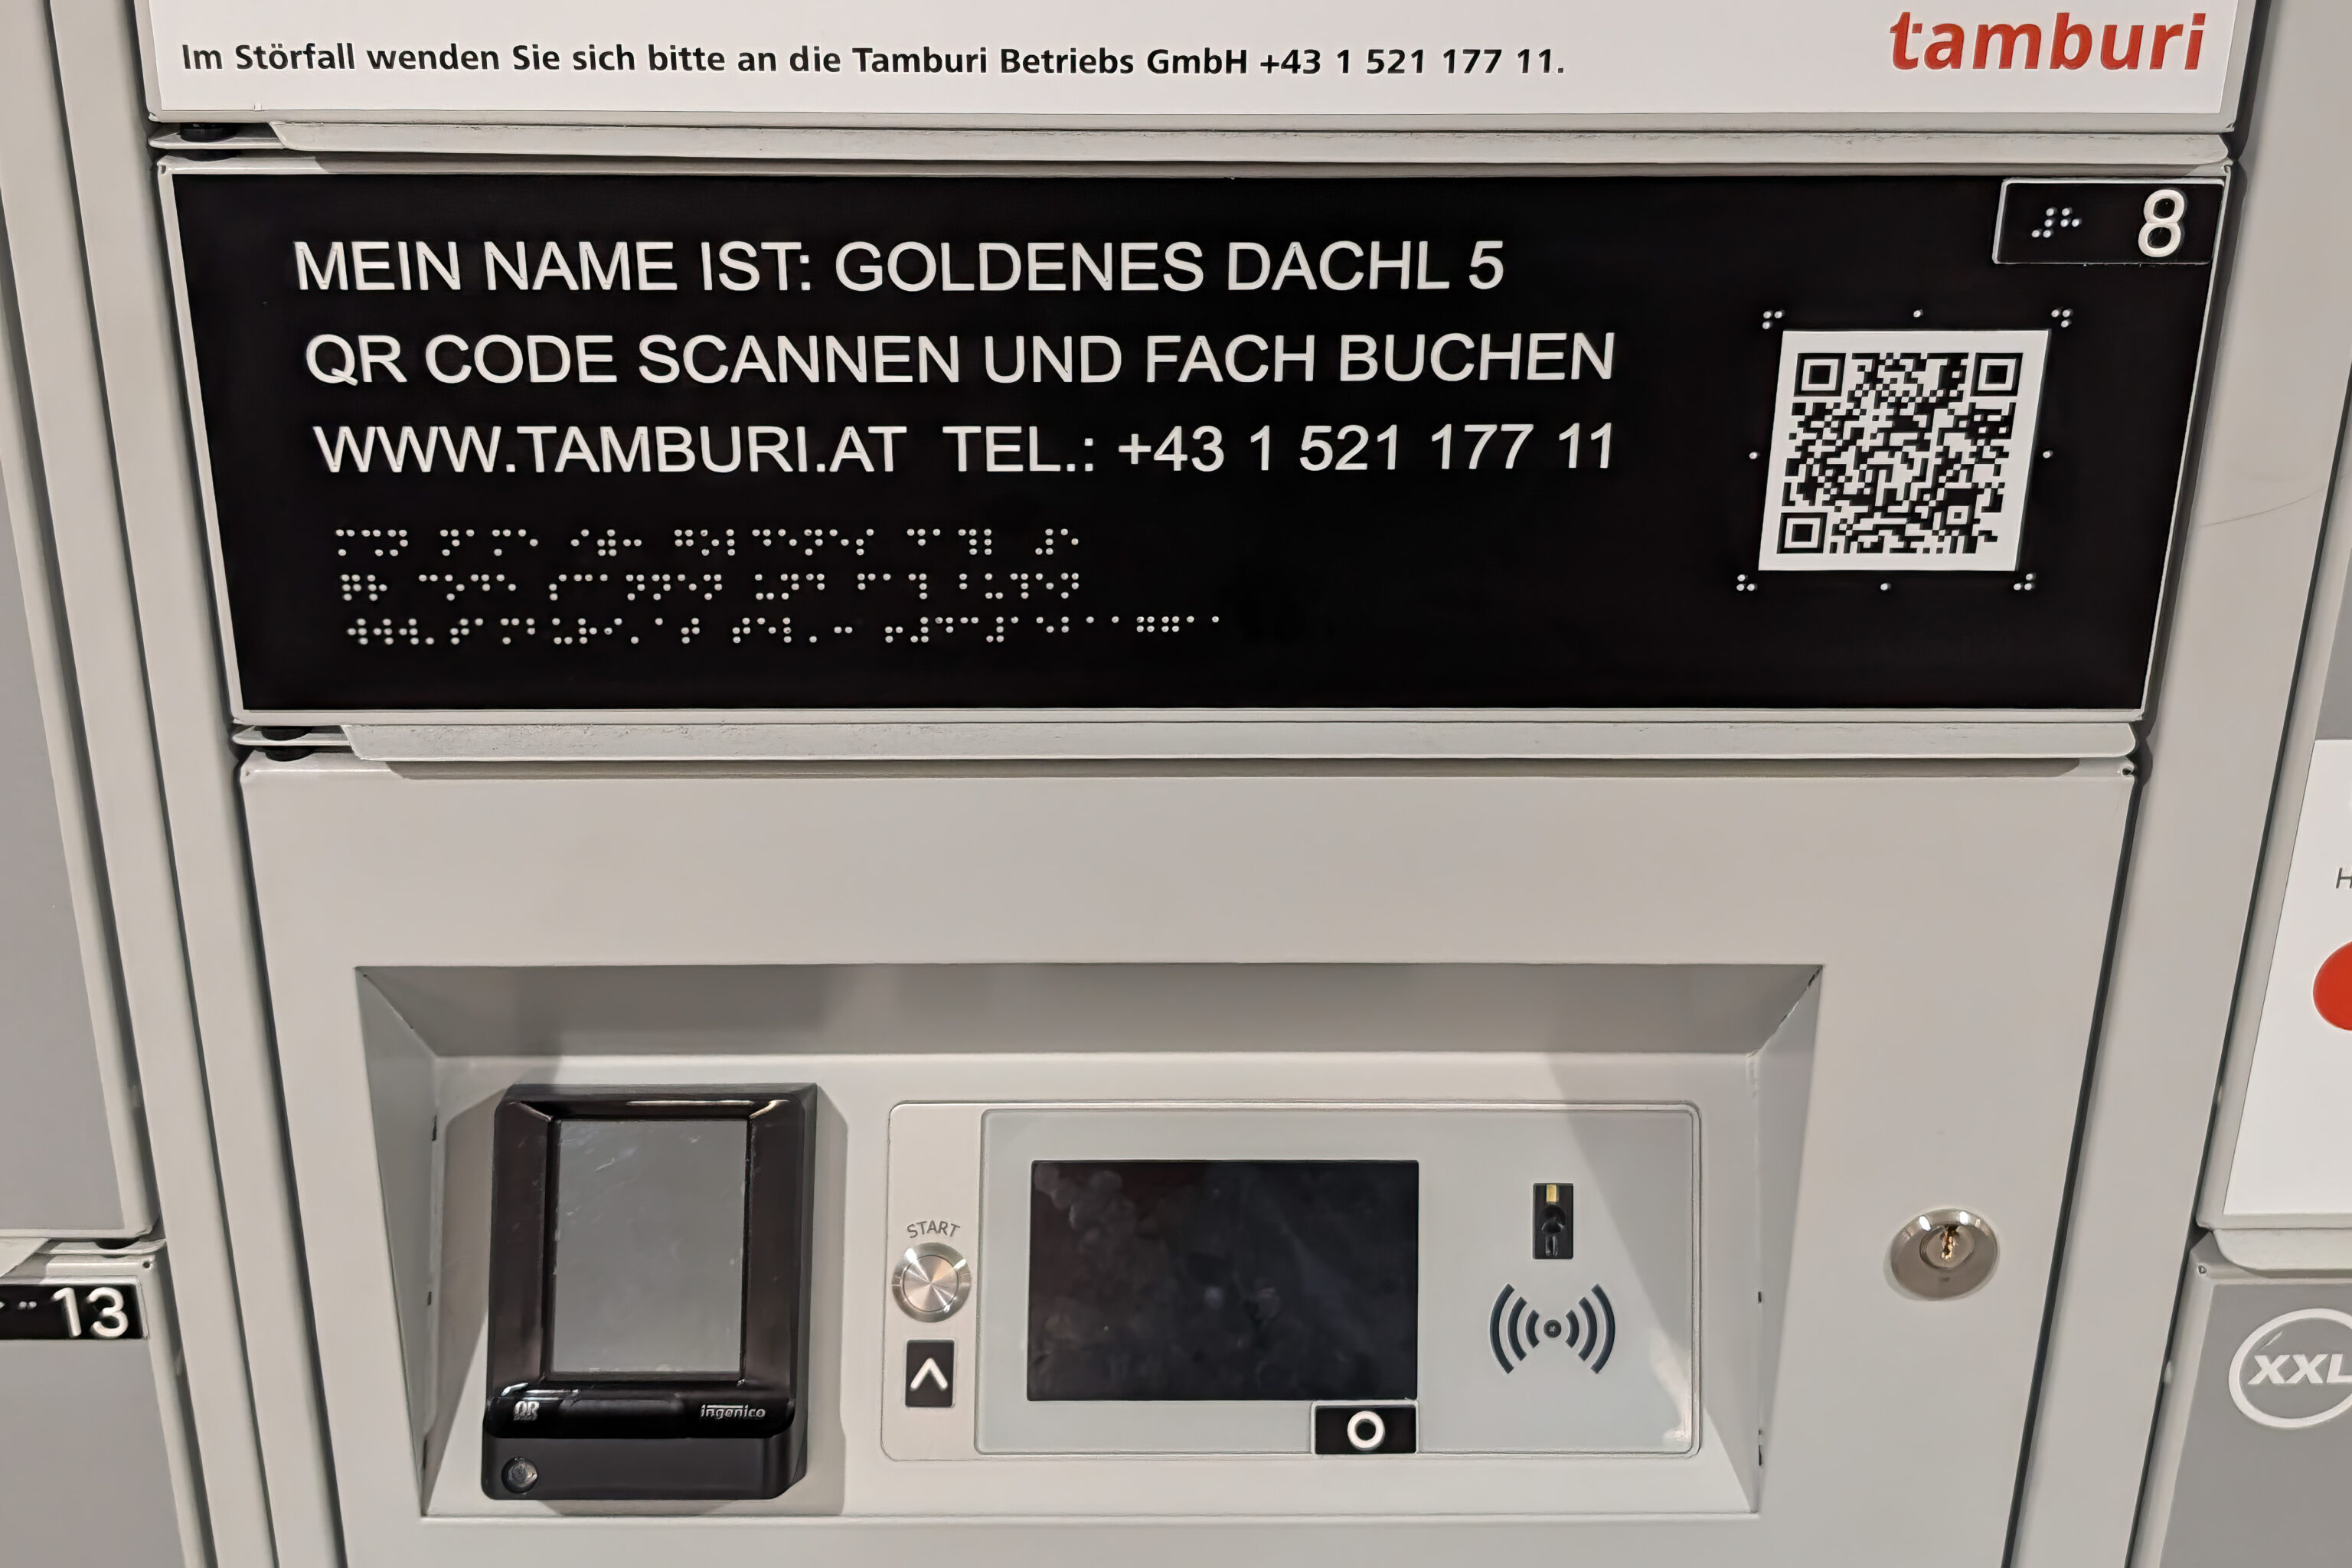 Im Störfall wenden Sie sich bitte an die Tamburi Betriebs GmbH +43 1 521 177 11.
tamburi
8
MEIN NAME IST: GOLDENES DACHL 5
QR CODE SCANNEN UND FACH BUCHEN
WWW.TAMBURI.AT TEL.: +43 1 521 177 11
H
START
QR
ingenico
O
13
XXL